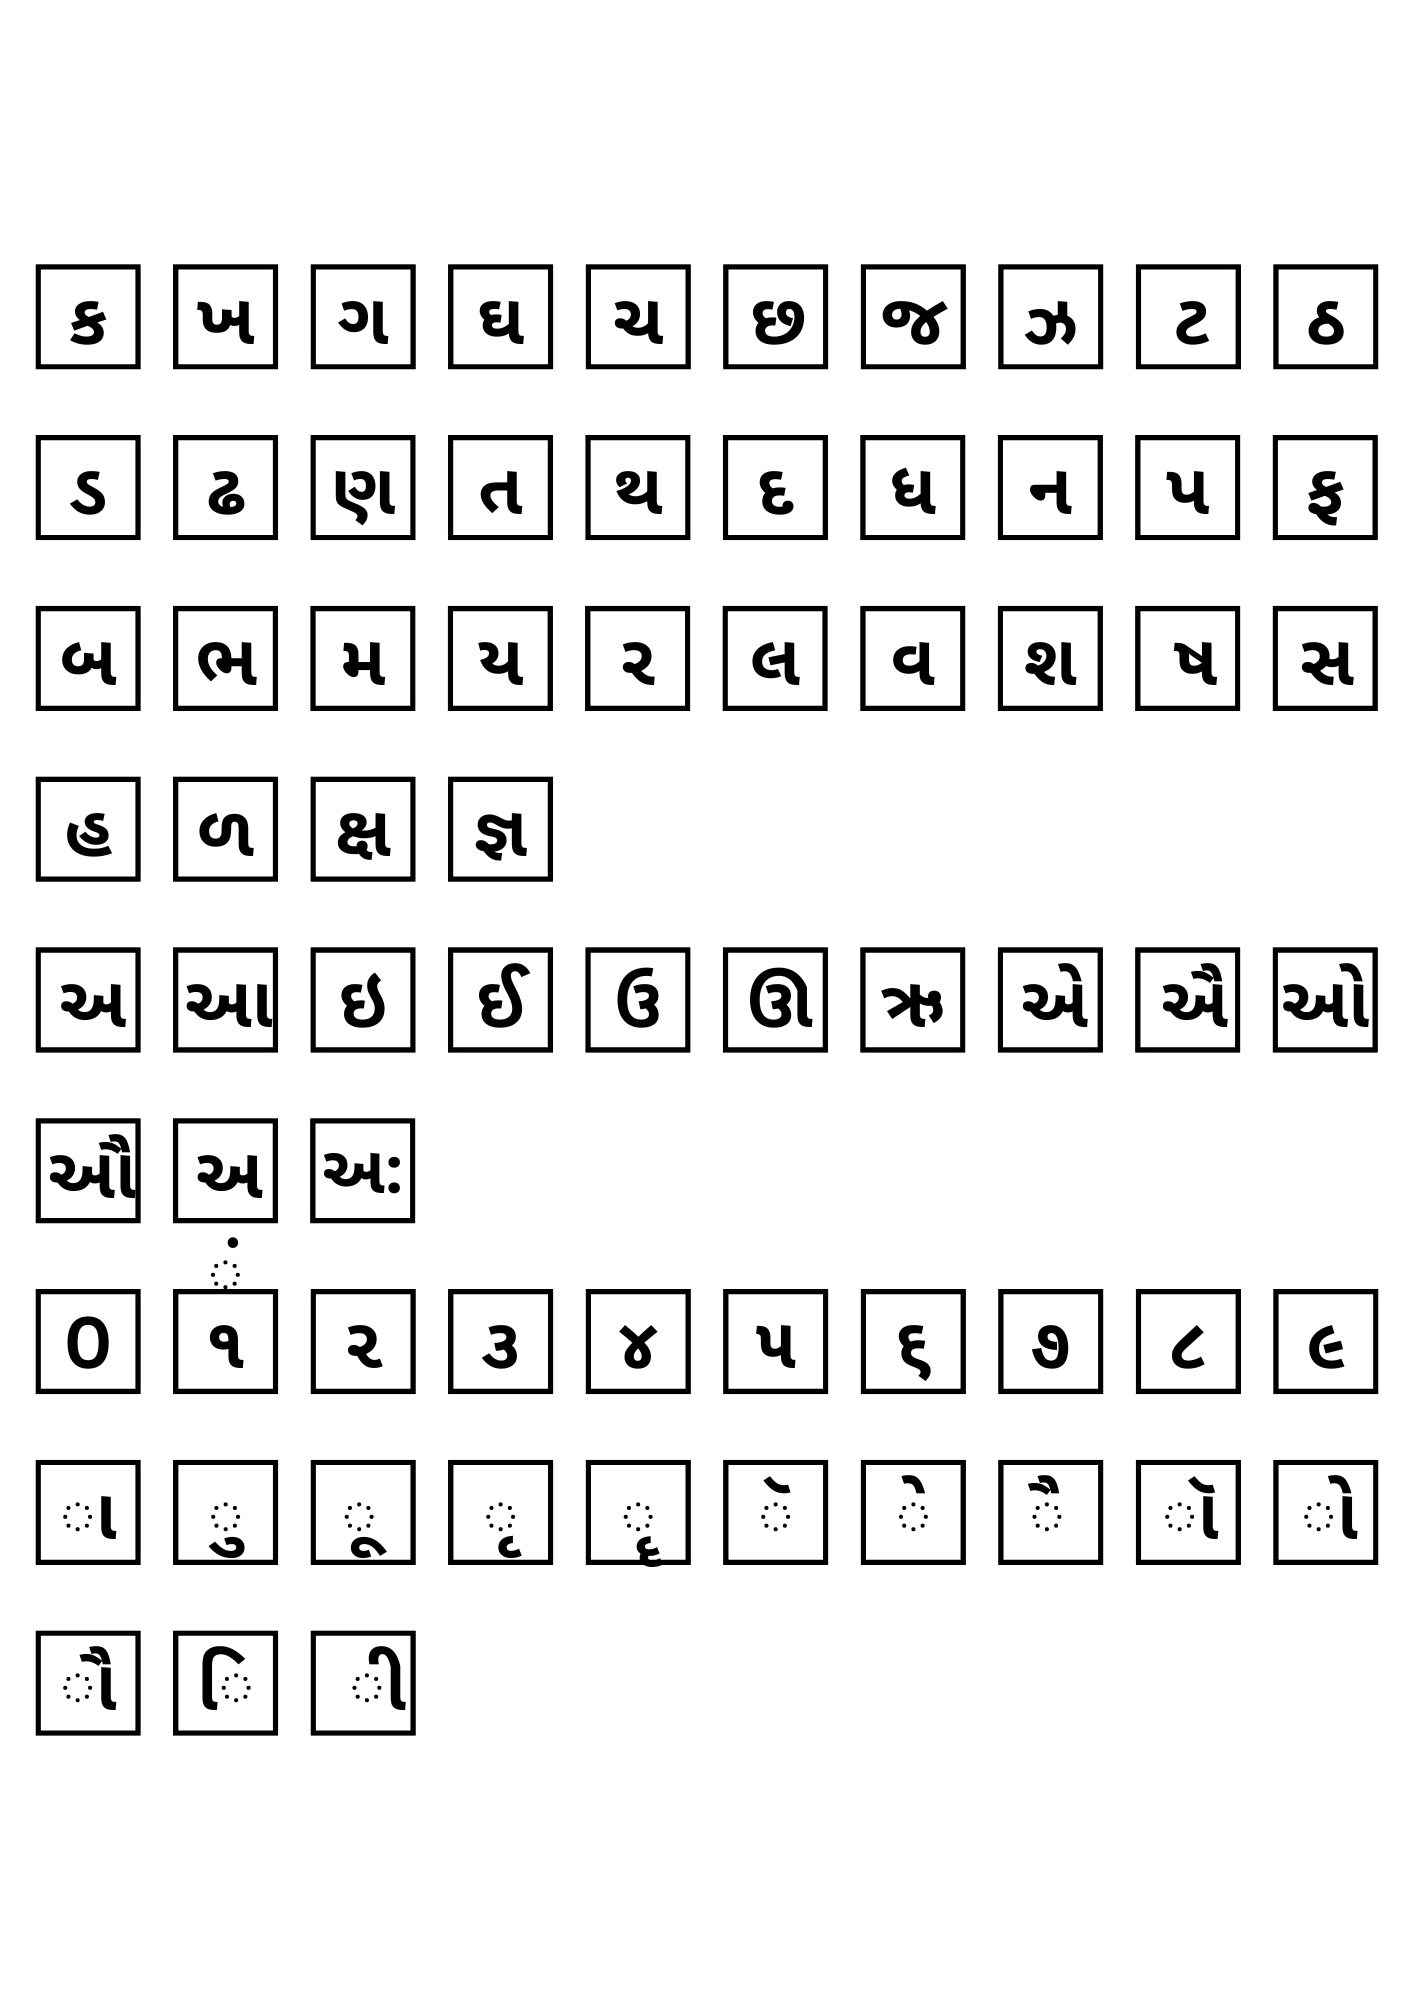 ક ખ ગ ઘ ચ છ જ ઝ ટ ઠ
ડ ઢ ણ ત થ દ ધ ન પ ફ
બ ભ મ ય ર લ વ શ ષ સ
હ ળ ક્ષ જ્ઞ
અ આ ઇ ઈ ઉ ઊ ઋ એ ઐ ઓ
ઔ અ ં અઃ
૦ ૧ ૨ ૩ ૪ ૫ ૬ ૭ ૮ ૯
◌ા ◌ુ ◌ૂ ◌ૃ ◌ૄ ◌ૅ ◌ે ◌ૈ ◌ૉ ◌ો
◌ૌ ◌િ ◌ી